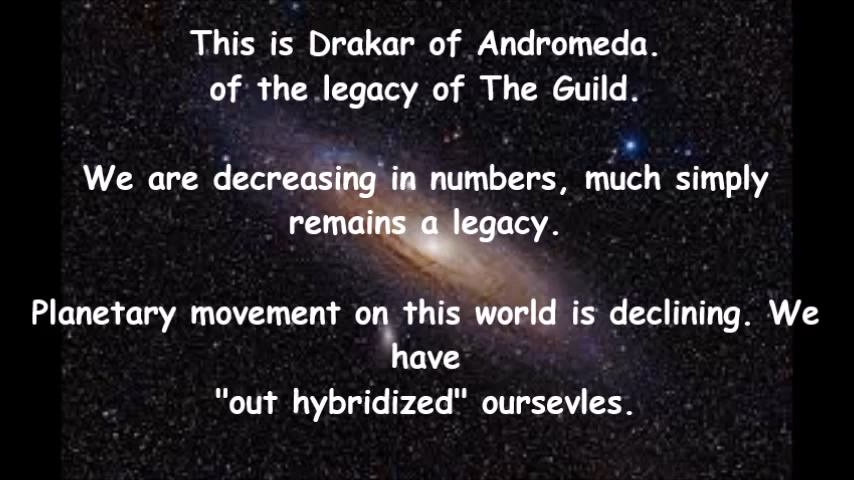 This is Drakar of Andromeda.
of the legacy of The Guild.
We are decreasing in numbers, much simply
remains a legacy.
Planetary movement on this world is declining. We
have
"out hybridized" oursevles.